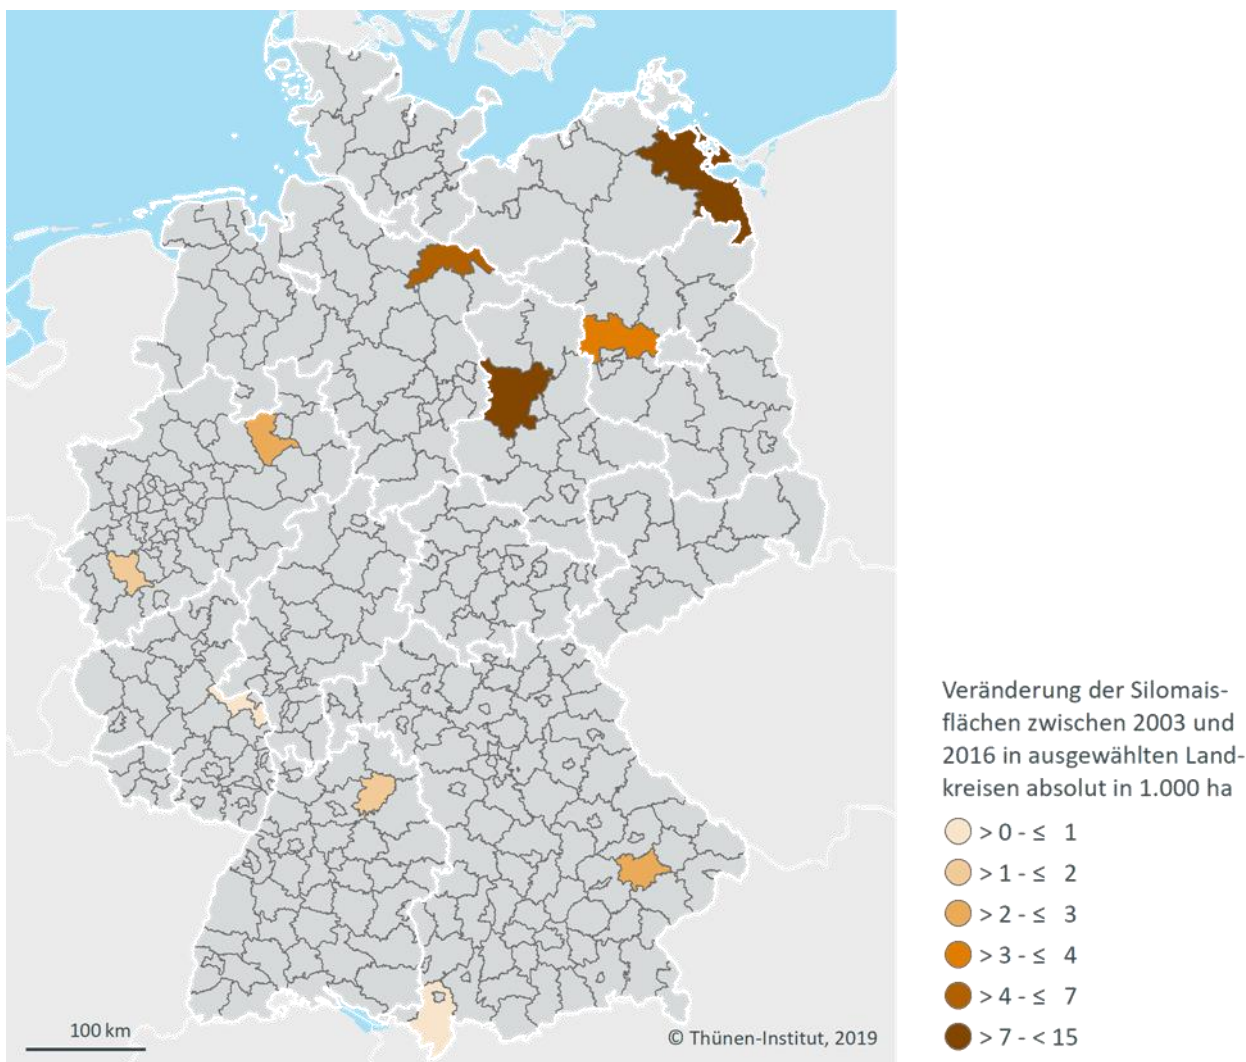 Veränderung der Silomais-
flächen zwischen 2003 und
2016 in ausgewählten Land-
kreisen absolut in 1.000 ha
> 0 - ≤ 1
> 1 - ≤ 2
> 2 - ≤ 3
> 3 - ≤ 4
> 4 - ≤ 7
> 7 - < 15
100 km
© Thünen-Institut, 2019